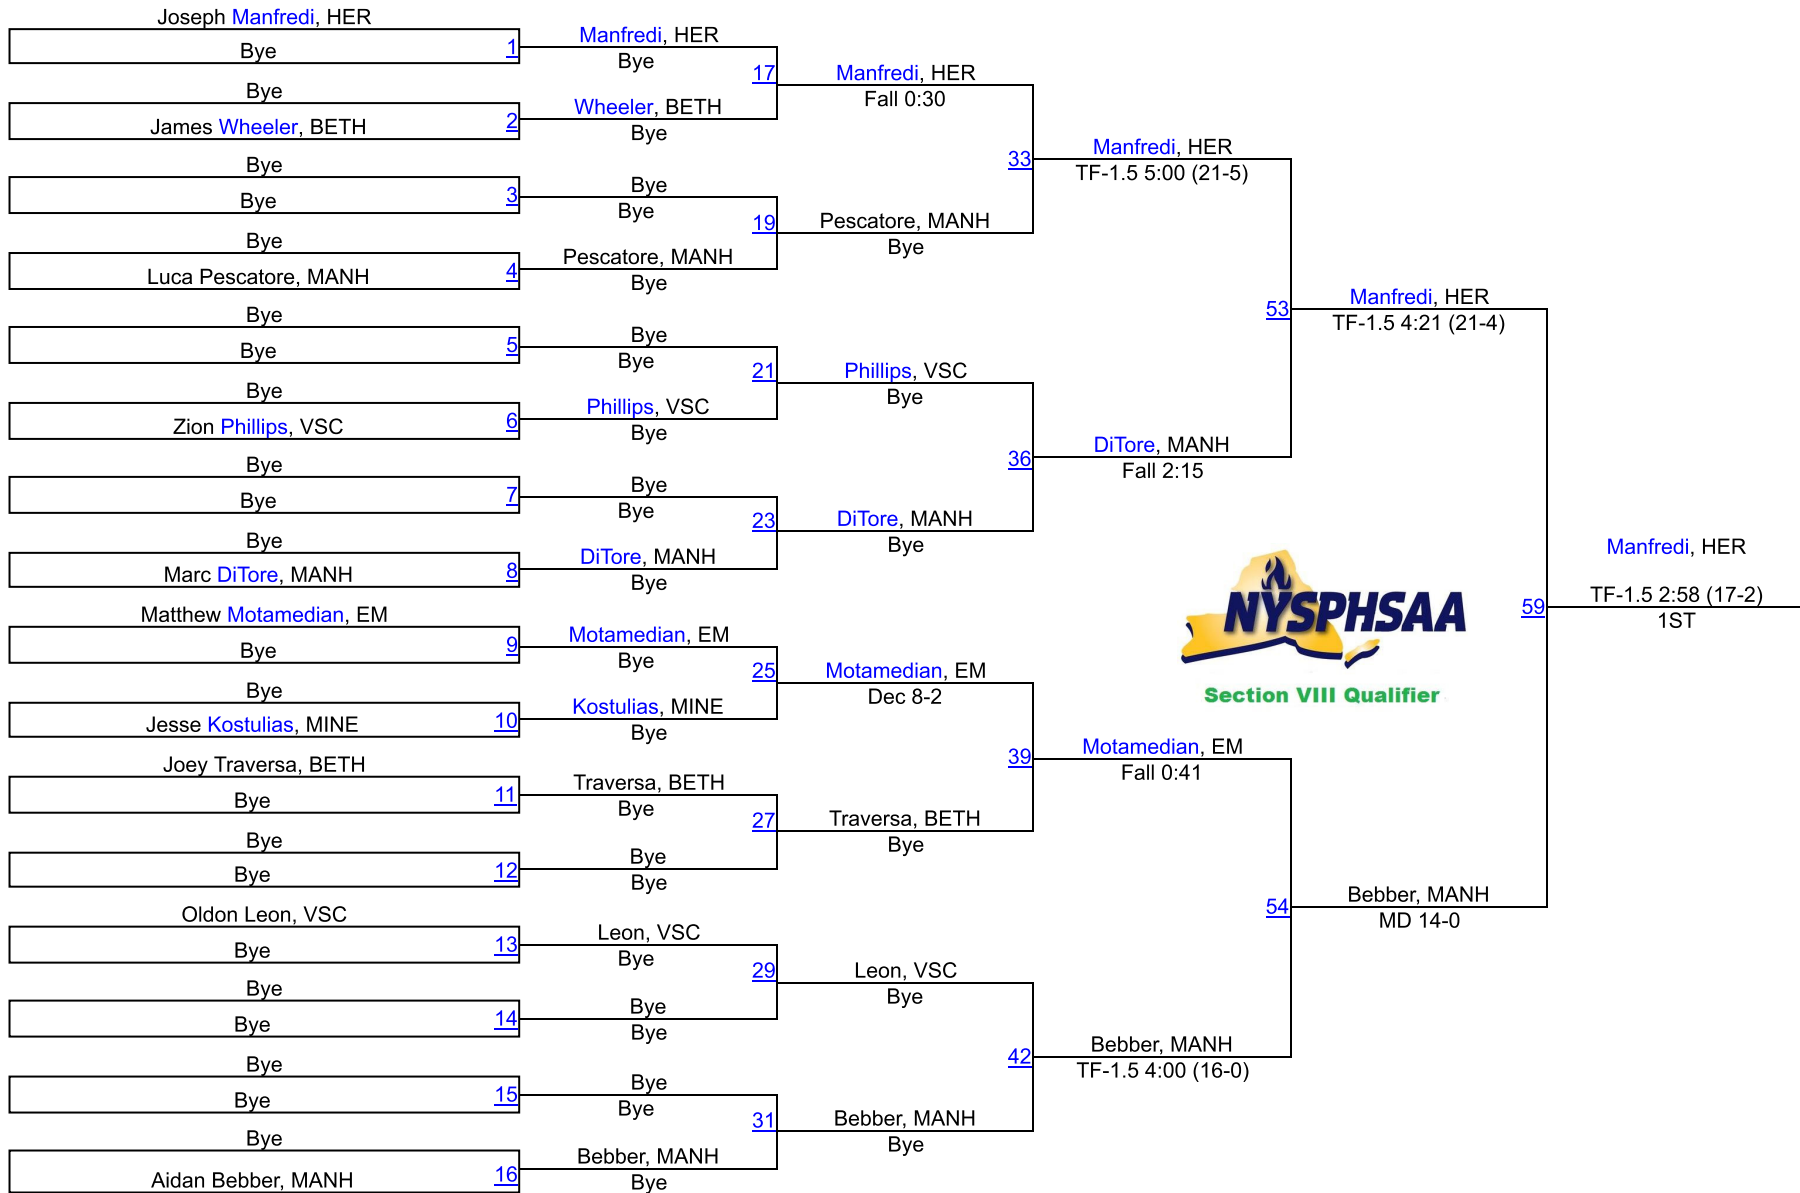 Joseph Manfredi, HER
Bye
1
Bye
James Wheeler, BETH
2
Bye
Bye
3
Bye
Luca Pescatore, MANH
4
Bye
Bye
5
Bye
Zion Phillips, VSC
6
Bye
Bye
7
Bye
Marc DiTore, MANH
8
Matthew Motamedian, EM
Bye
9
Bye
Jesse Kostulias, MINE
10
Joey Traversa, BETH
Bye
11
Bye
Bye
12
Oldon Leon, VSC
Bye
13
Bye
Bye
14
Bye
Bye
15
Bye
Aidan Bebber, MANH
16
Manfredi, HER
Bye
17
Wheeler, BETH
Bye
Bye
Bye
19
Pescatore, MANH
Bye
Bye
Bye
21
Phillips, VSC
Bye
Bye
Bye
23
DiTore, MANH
Bye
Motamedian, EM
Bye
25
Kostulias, MINE
Bye
Traversa, BETH
Bye
27
Bye
Bye
Leon, VSC
Bye
29
Bye
Bye
Bye
Bye
31
Bebber, MANH
Bye
Manfredi, HER
Fall 0:30
33
Pescatore, MANH
Bye
Phillips, VSC
Bye
36
DiTore, MANH
Bye
Motamedian, EM
Dec 8-2
39
Traversa, BETH
Bye
Leon, VSC
Bye
42
Bebber, MANH
Bye
Manfredi, HER
TF-1.5 5:00 (21-5)
53
DiTore, MANH
Fall 2:15
Motamedian, EM
Fall 0:41
54
Bebber, MANH
TF-1.5 4:00 (16-0)
Manfredi, HER
TF-1.5 4:21 (21-4)
59
Bebber, MANH
MD 14-0
Manfredi, HER
TF-1.5 2:58 (17-2)
1ST
NYSPHSAA
Section VIII Qualifier